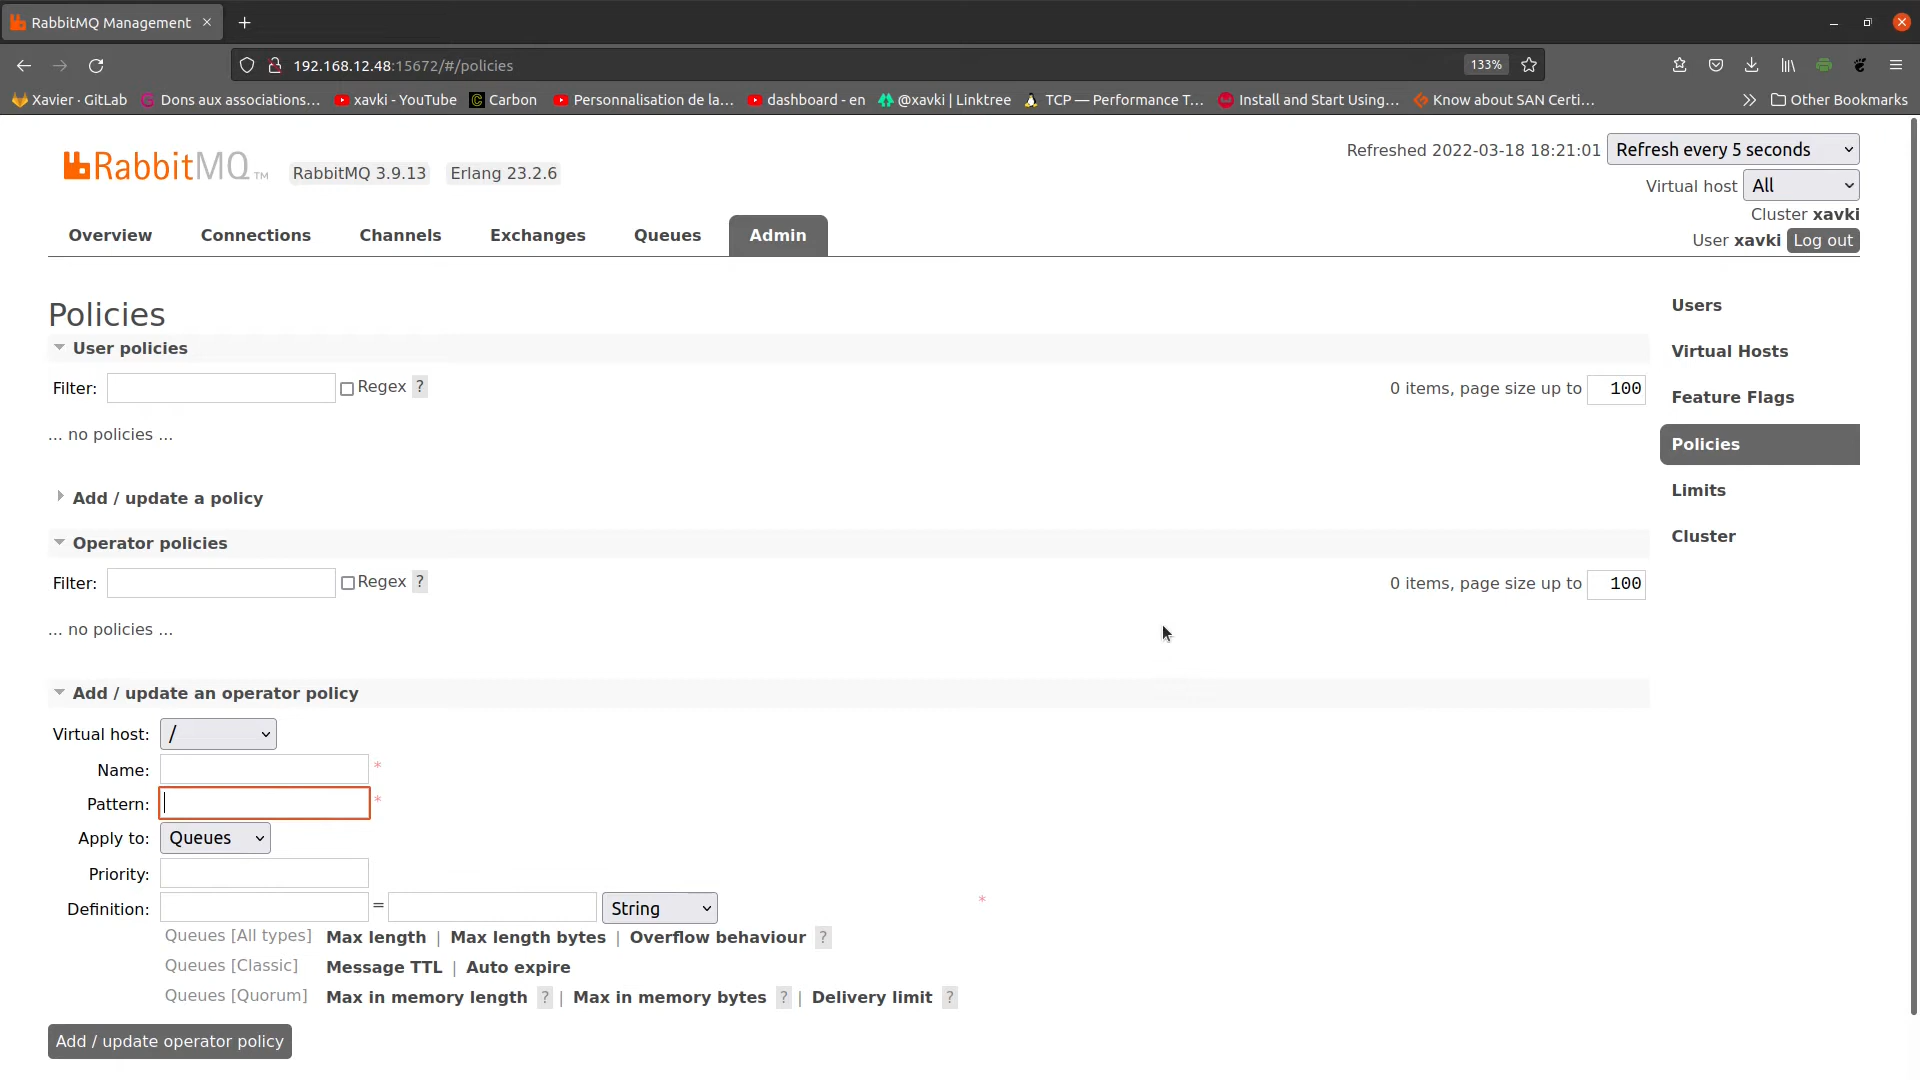 RabbitMQ Management
192.168.12.48:15672/#/policies
133%
Xavier · GitLab
Dons aux associations…
xavki - YouTube
Carbon
Personnalisation de la…
dashboard - en
@xavki | Linktree
TCP — Performance T…
Install and Start Using…
Know about SAN Certi…
Other Bookmarks
RabbitMQ TM
RabbitMQ 3.9.13
Erlang 23.2.6
Refreshed 2022-03-18 18:21:01 Refresh every 5 seconds
Virtual host All
Cluster xavki
User xavki Log out
Overview
Connections
Channels
Exchanges
Queues
Admin
Policies
User policies
Filter: Regex ?
0 items, page size up to 100
... no policies ...
Add / update a policy
Operator policies
Filter: Regex ?
0 items, page size up to 100
... no policies ...
Add / update an operator policy
Virtual host: /
Name: *
Pattern: *
Apply to: Queues
Priority:
Definition: = String *
Queues [All types] Max length | Max length bytes | Overflow behaviour ?
Queues [Classic] Message TTL | Auto expire
Queues [Quorum] Max in memory length ? | Max in memory bytes ? | Delivery limit ?
Add / update operator policy
Users
Virtual Hosts
Feature Flags
Policies
Limits
Cluster